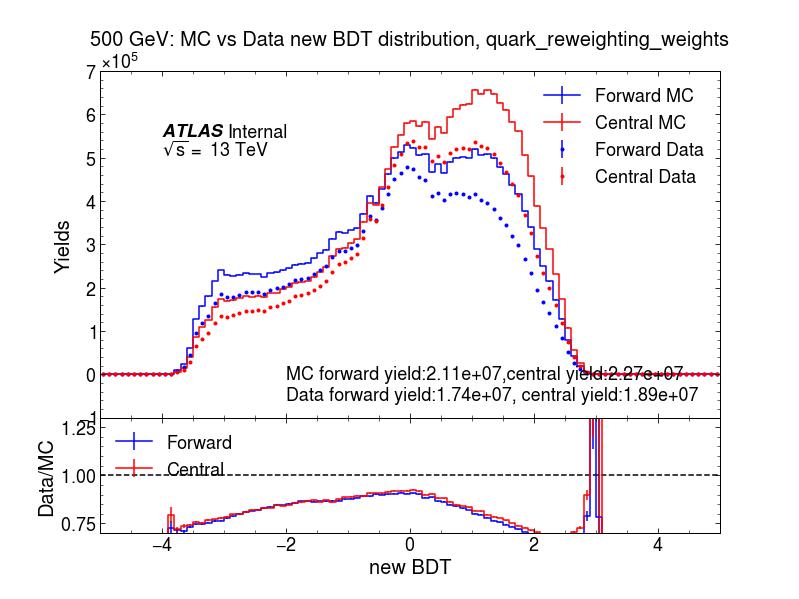 500 GeV: MC vs Data new BDT distribution, quark_reweighting_weights
×10⁵
7
6
5
4
3
2
1
0
−1
Yields
ATLAS Internal
√s = 13 TeV
Forward MC
Central MC
Forward Data
Central Data
MC forward yield:2.11e+07,central yield:2.27e+07
Data forward yield:1.74e+07, central yield:1.89e+07
1.25
1.00
0.75
Data/MC
Forward
Central
−4 −2 0 2 4
new BDT